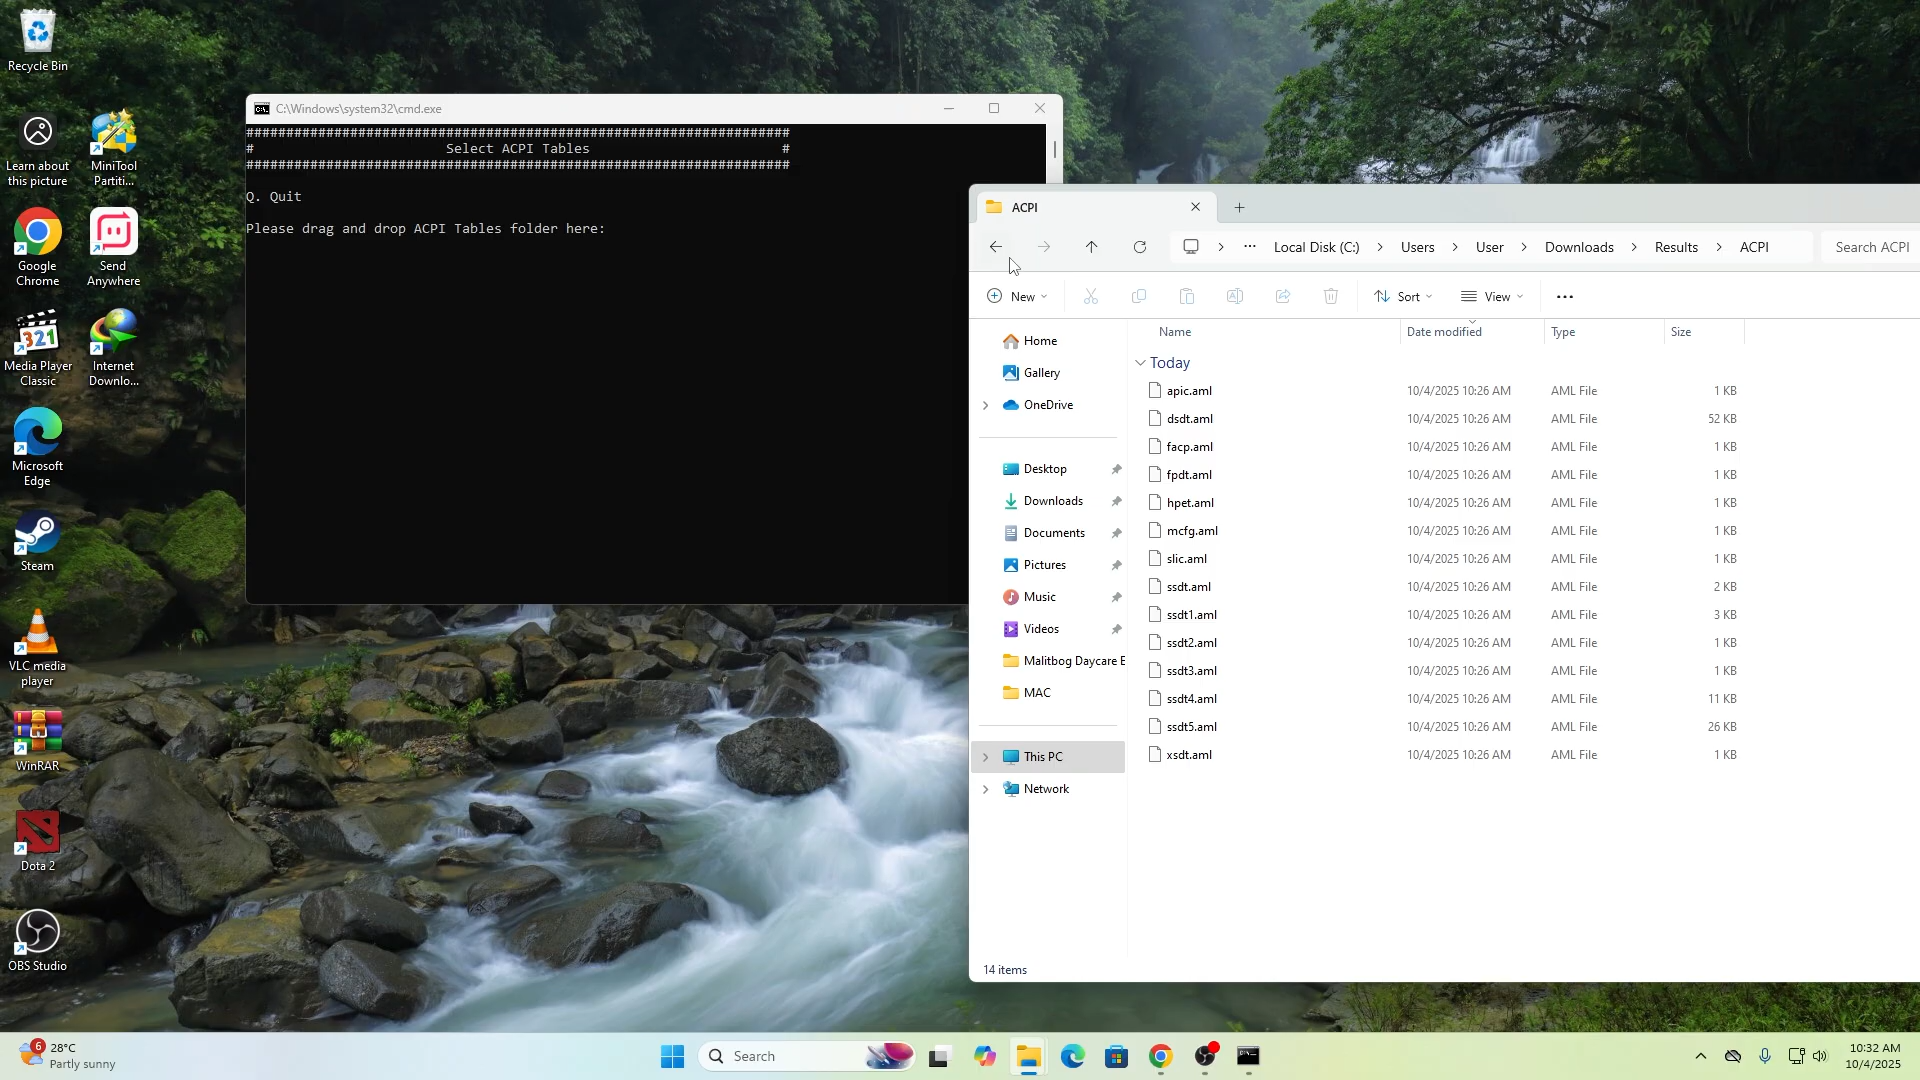 Recycle Bin
Learn about
this picture
MiniTool
Partiti...
Google
Chrome
Send
Anywhere
Media Player
Classic
Internet
Downlo...
Microsoft
Edge
Steam
VLC media
player
WinRAR
Dota 2
OBS Studio
C:\Windows\system32\cmd.exe
####################################################################
# Select ACPI Tables #
####################################################################
Q. Quit
Please drag and drop ACPI Tables folder here:
ACPI
Local Disk (C:) Users User Downloads Results ACPI
Search ACPI
New Sort View
Home
Gallery
OneDrive
Desktop
Downloads
Documents
Pictures
Music
Videos
Malitbog Daycare E
MAC
This PC
Network
Name Date modified Type Size
Today
apic.aml 10/4/2025 10:26 AM AML File 1 KB
dsdt.aml 10/4/2025 10:26 AM AML File 52 KB
facp.aml 10/4/2025 10:26 AM AML File 1 KB
fpdt.aml 10/4/2025 10:26 AM AML File 1 KB
hpet.aml 10/4/2025 10:26 AM AML File 1 KB
mcfg.aml 10/4/2025 10:26 AM AML File 1 KB
slic.aml 10/4/2025 10:26 AM AML File 1 KB
ssdt.aml 10/4/2025 10:26 AM AML File 2 KB
ssdt1.aml 10/4/2025 10:26 AM AML File 3 KB
ssdt2.aml 10/4/2025 10:26 AM AML File 1 KB
ssdt3.aml 10/4/2025 10:26 AM AML File 1 KB
ssdt4.aml 10/4/2025 10:26 AM AML File 11 KB
ssdt5.aml 10/4/2025 10:26 AM AML File 26 KB
xsdt.aml 10/4/2025 10:26 AM AML File 1 KB
14 items
6
28°C
Partly sunny
Search
10:32 AM
10/4/2025